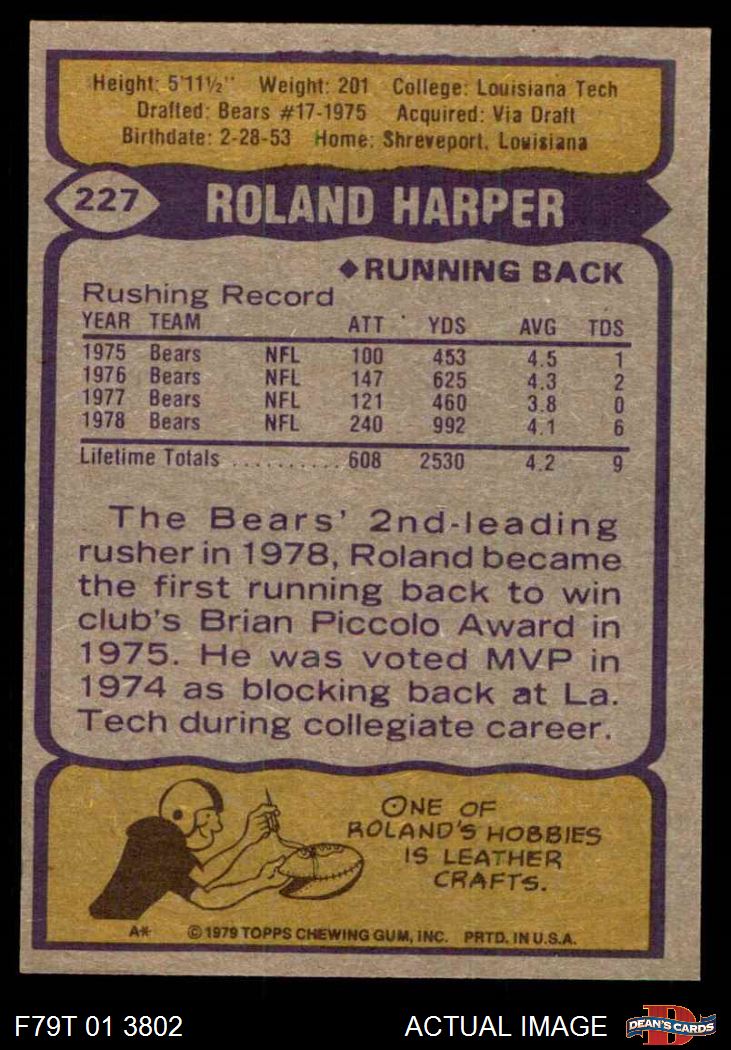 Height: 5'11½" Weight: 201 College: Louisiana Tech
Drafted: Bears #17-1975 Acquired: Via Draft
Birthdate: 2-28-53 Home: Shreveport, Louisiana
227 ROLAND HARPER
◆RUNNING BACK
Rushing Record
YEAR TEAM ATT YDS AVG TDS
1975 Bears NFL 100 453 4.5 1
1976 Bears NFL 147 625 4.3 2
1977 Bears NFL 121 460 3.8 0
1978 Bears NFL 240 992 4.1 6
Lifetime Totals .......... 608 2530 4.2 9
The Bears' 2nd-leading
rusher in 1978, Roland became
the first running back to win
club's Brian Piccolo Award in
1975. He was voted MVP in
1974 as blocking back at La.
Tech during collegiate career.
ONE OF
ROLAND'S HOBBIES
IS LEATHER
CRAFTS.
A* ©1979 TOPPS CHEWING GUM, INC. PRTD. IN U.S.A.
F79T 01 3802 ACTUAL IMAGE D DEAN'S CARDS